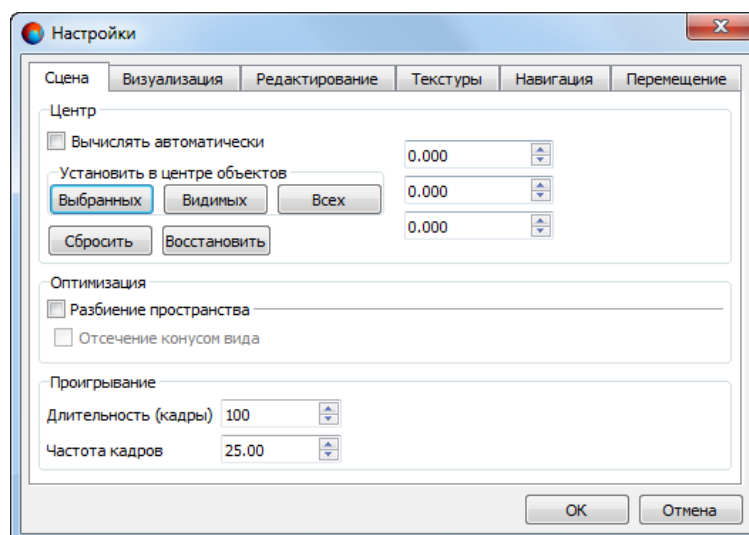 Настройки
Сцена Визуализация Редактирование Текстуры Навигация Перемещение
Центр
Вычислять автоматически
0.000
Установить в центре объектов
0.000
Выбранных Видимых Всех
0.000
Сбросить Восстановить
Оптимизация
Разбиение пространства
Отсечение конусом вида
Проигрывание
Длительность (кадры) 100
Частота кадров 25.00
OK Отмена